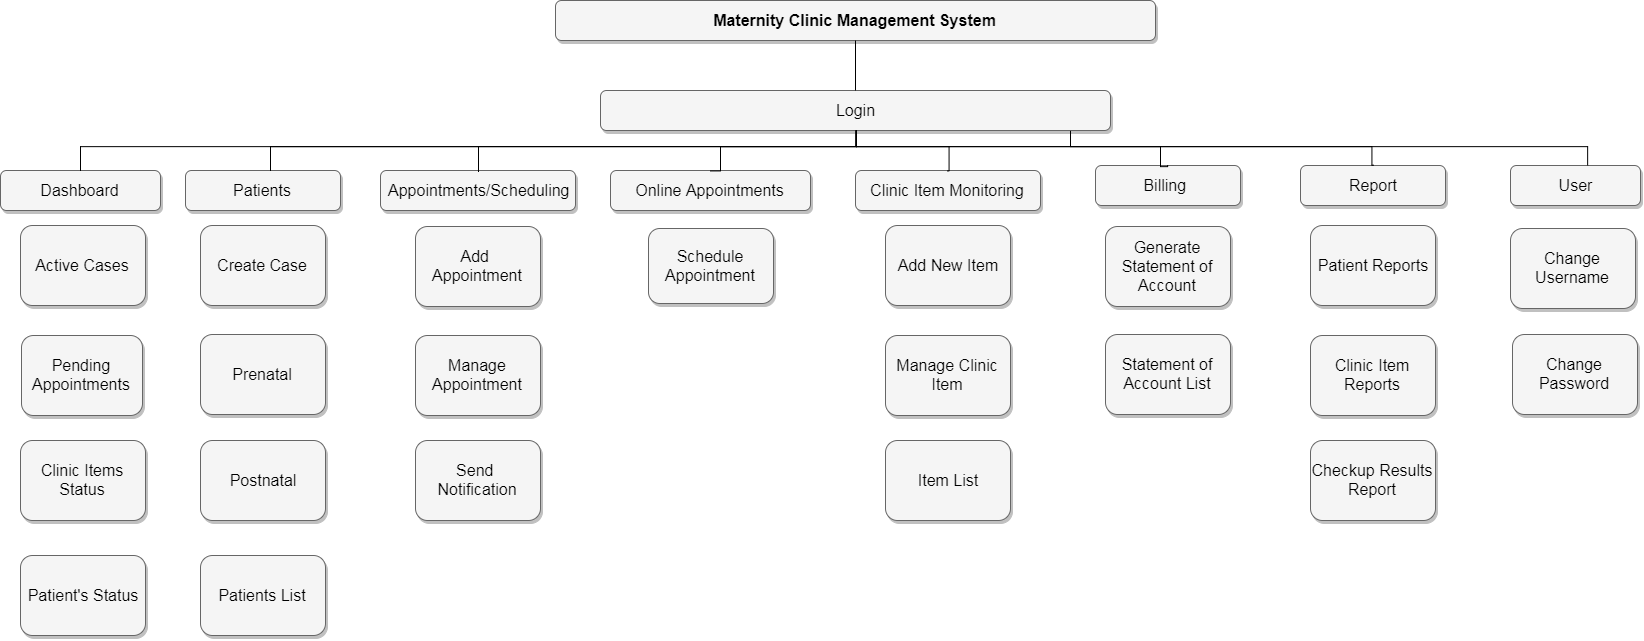 Maternity Clinic Management System
Login
Dashboard
Patients
Appointments/Scheduling
Online Appointments
Clinic Item Monitoring
Billing
Report
User
Active Cases
Create Case
Add
Appointment
Schedule
Appointment
Add New Item
Generate
Statement of
Account
Patient Reports
Change
Username
Pending
Appointments
Prenatal
Manage
Appointment
Manage Clinic
Item
Statement of
Account List
Clinic Item
Reports
Change
Password
Clinic Items
Status
Postnatal
Send
Notification
Item List
Checkup Results
Report
Patient's Status
Patients List